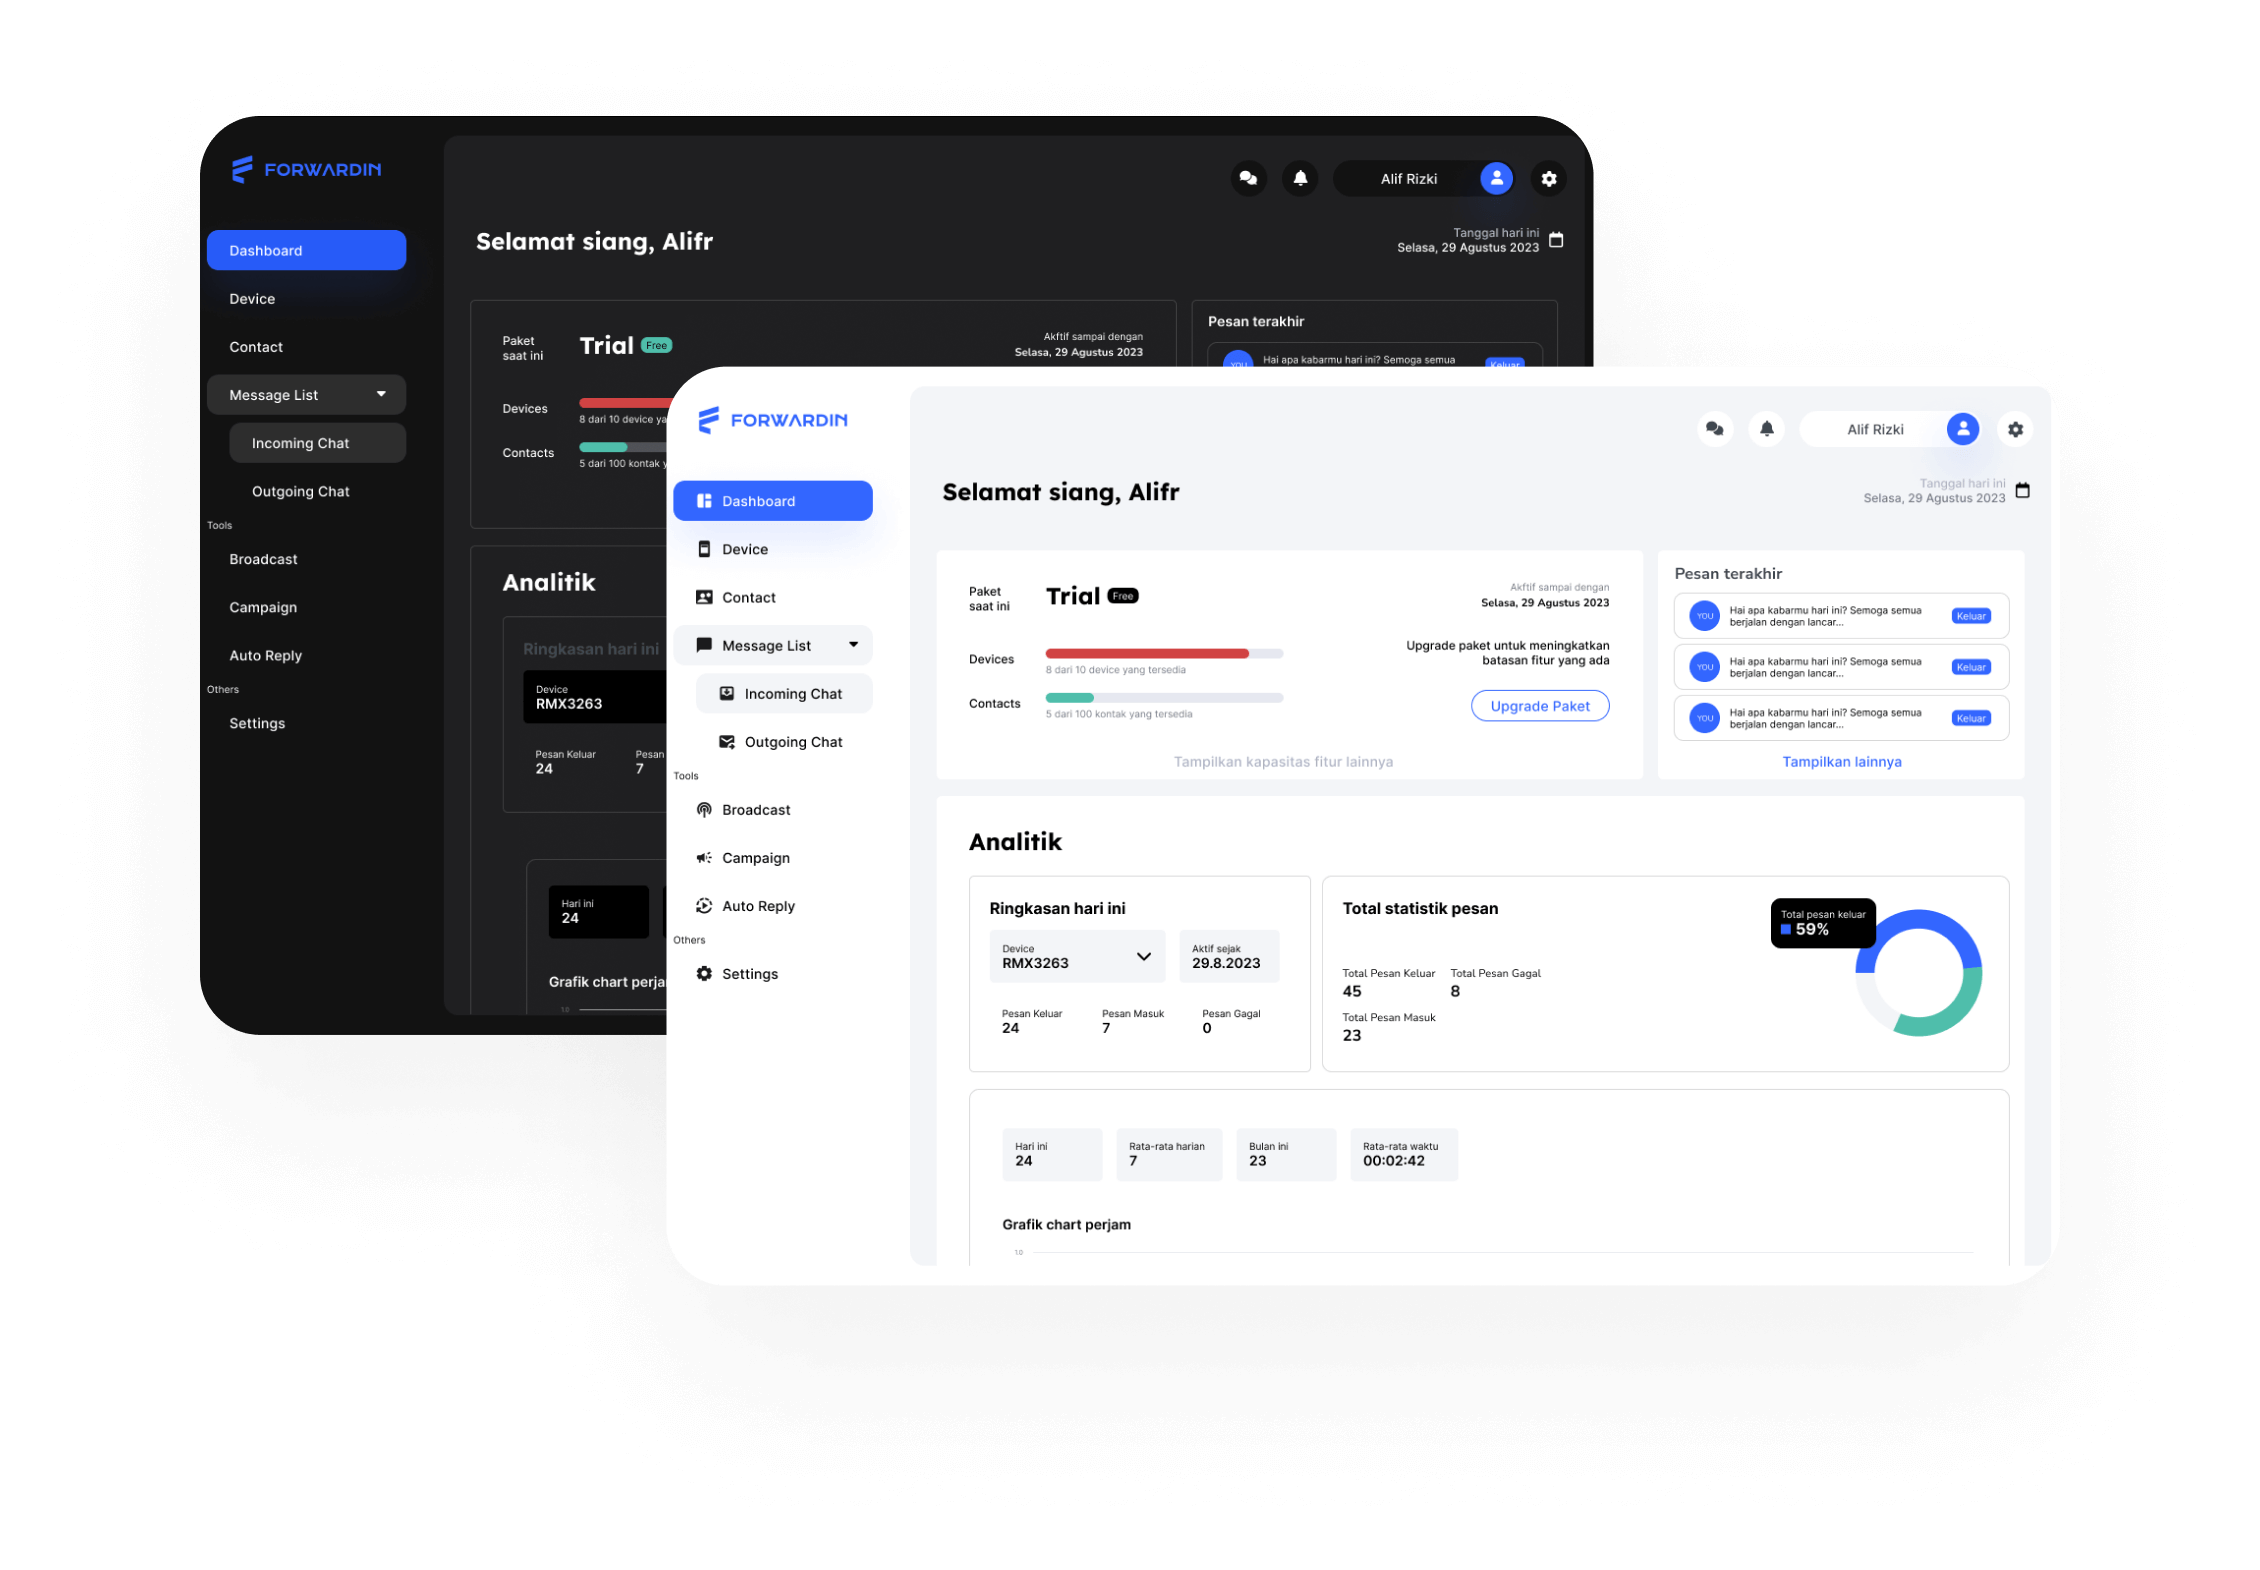 FORWARDIN
Dashboard
Device
Contact
Message List
Incoming Chat
Outgoing Chat
Tools
Broadcast
Campaign
Auto Reply
Others
Settings
Alif Rizki
Selamat siang, Alifr
Tanggal hari ini
Selasa, 29 Agustus 2023
Paket
saat ini
Trial Free
Akftif sampai dengan
Selasa, 29 Agustus 2023
Devices
8 dari 10 device ya
Contacts
5 dari 100 kontak y
Pesan terakhir
YOU
Hai apa kabarmu hari ini? Semoga semua
Keluar
Analitik
Ringkasan hari ini
Device
RMX3263
Pesan Keluar
24
Pesan
7
Hari ini
24
Grafik chart perja
1.0
FORWARDIN
Dashboard
Device
Contact
Message List
Incoming Chat
Outgoing Chat
Tools
Broadcast
Campaign
Auto Reply
Others
Settings
Alif Rizki
Selamat siang, Alifr
Tanggal hari ini
Selasa, 29 Agustus 2023
Paket
saat ini
Trial Free
Akftif sampai dengan
Selasa, 29 Agustus 2023
Devices
8 dari 10 device yang tersedia
Contacts
5 dari 100 kontak yang tersedia
Upgrade paket untuk meningkatkan
batasan fitur yang ada
Upgrade Paket
Tampilkan kapasitas fitur lainnya
Pesan terakhir
YOU
Hai apa kabarmu hari ini? Semoga semua
berjalan dengan lancar...
Keluar
YOU
Hai apa kabarmu hari ini? Semoga semua
berjalan dengan lancar...
Keluar
YOU
Hai apa kabarmu hari ini? Semoga semua
berjalan dengan lancar...
Keluar
Tampilkan lainnya
Analitik
Ringkasan hari ini
Device
RMX3263
Aktif sejak
29.8.2023
Pesan Keluar
24
Pesan Masuk
7
Pesan Gagal
0
Total statistik pesan
Total Pesan Keluar
45
Total Pesan Gagal
8
Total Pesan Masuk
23
Total pesan keluar
59%
Hari ini
24
Rata-rata harian
7
Bulan ini
23
Rata-rata waktu
00:02:42
Grafik chart perjam
1.0